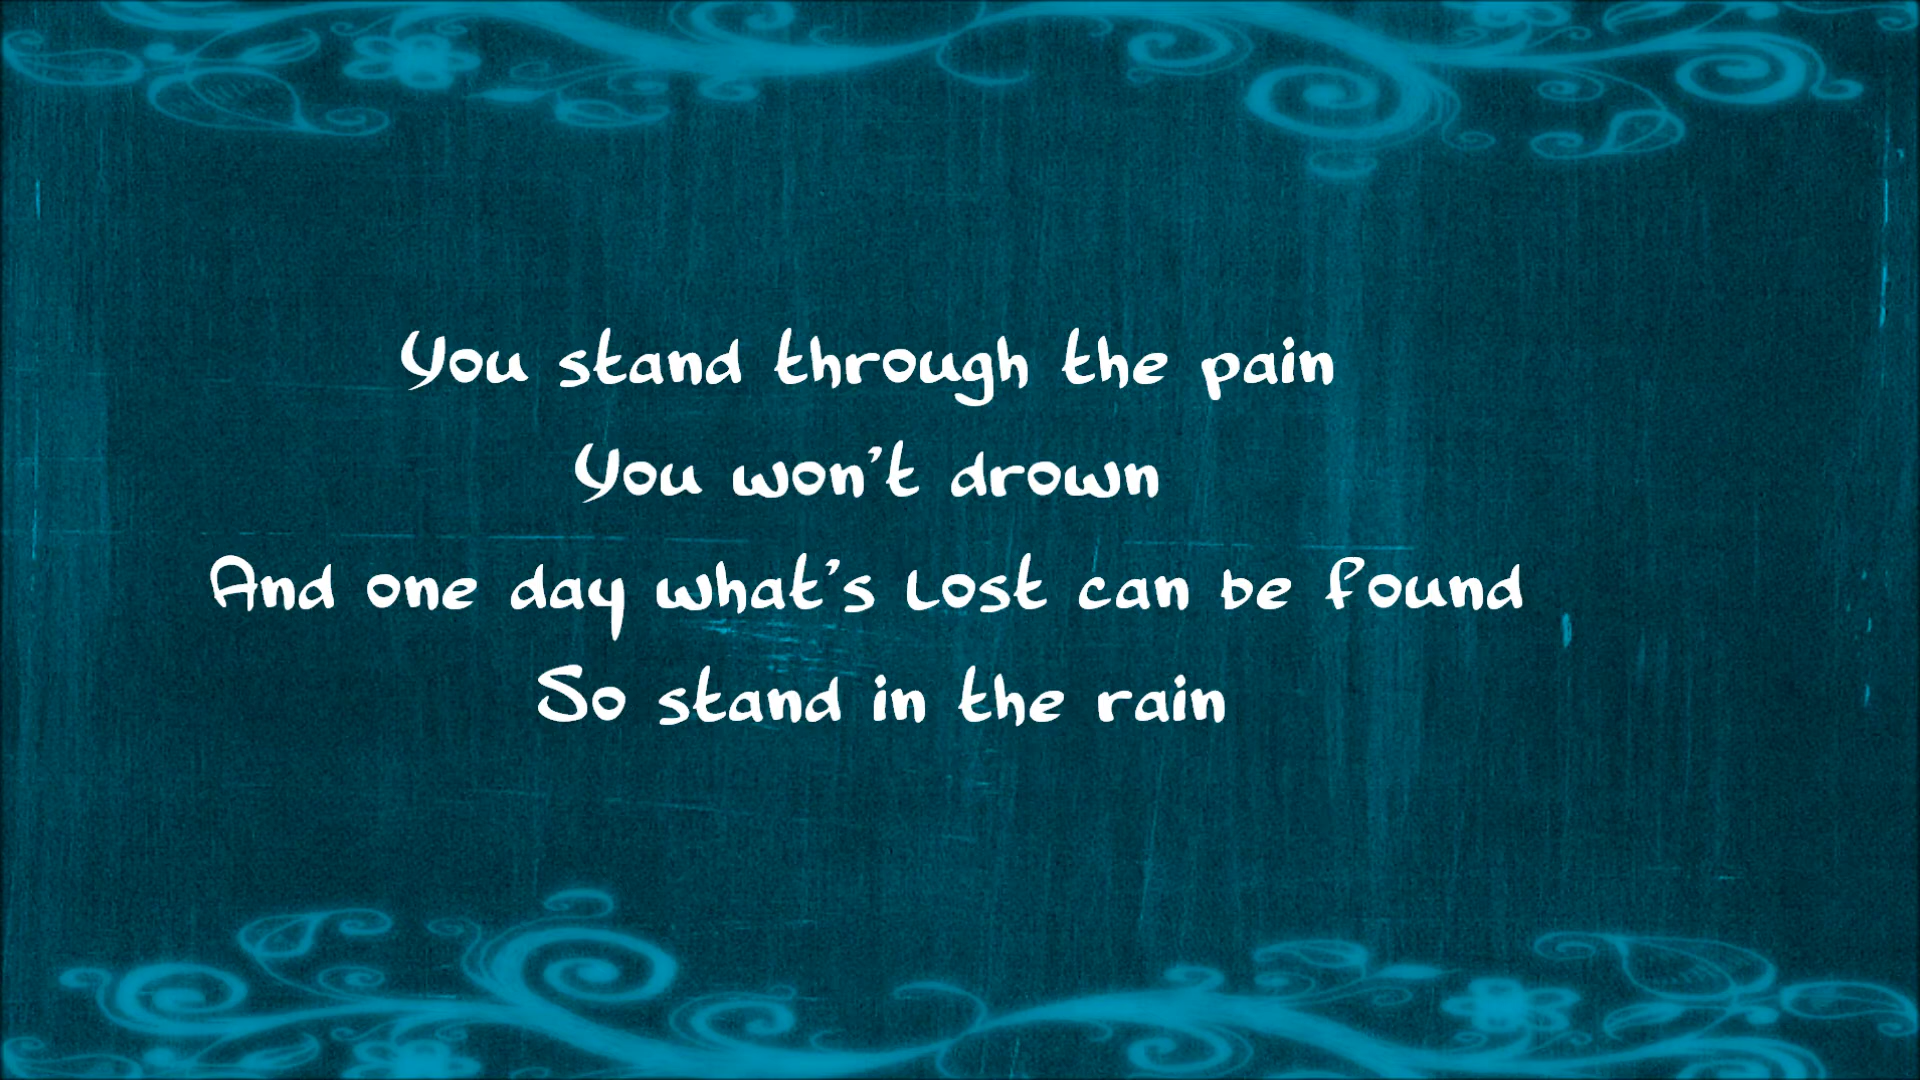 You stand through the pain
You won't drown
And one day what's lost can be found
So stand in the rain